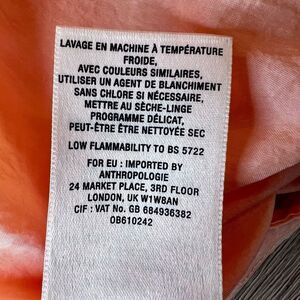 LAVAGE EN MACHINE À TEMPÉRATURE
FROIDE,
AVEC COULEURS SIMILAIRES,
UTILISER UN AGENT DE BLANCHIMENT
SANS CHLORE SI NÉCESSAIRE,
METTRE AU SÈCHE-LINGE
PROGRAMME DÉLICAT,
PEUT-ÊTRE ÊTRE NETTOYÉE SEC
LOW FLAMMABILITY TO BS 5722
FOR EU : IMPORTED BY
ANTHROPOLOGIE
24 MARKET PLACE, 3RD FLOOR
LONDON, UK W1W8AN
CIF : VAT No. GB 684936382
OB610242